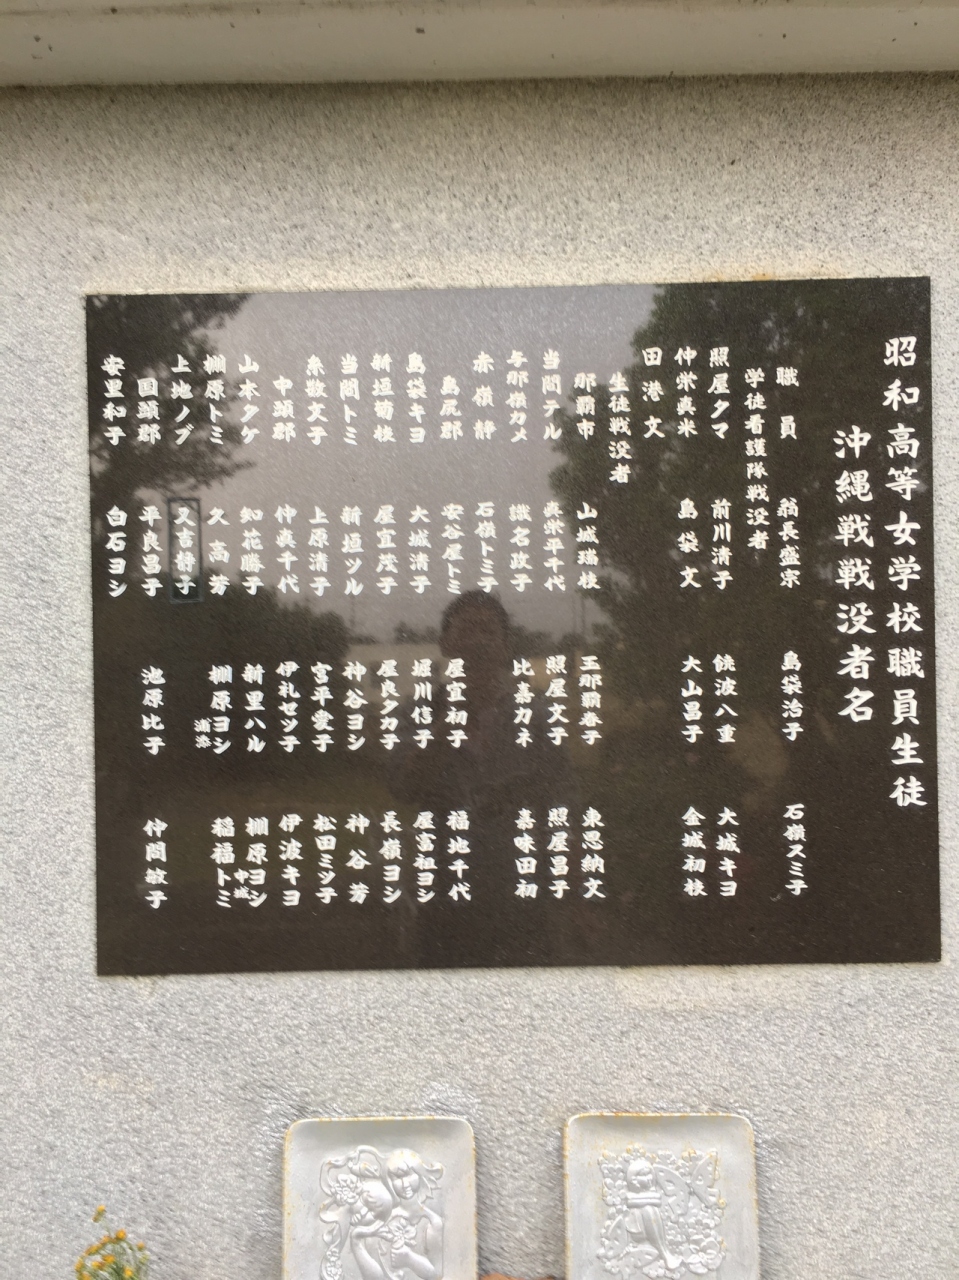 昭和高等女学校職員生徒
沖縄戦戦没者名
職員 翁長盛宗 島袋治子 石嶺スミ子
学徒看護隊戦没者
照屋タマ 前川清子 饒波八重 大城キヨ
仲栄真米 島袋文 大山昌子 金城初枝
田港文
生徒戦没者
那覇市 山城瑞枝 玉那覇春子 東恩納文
当間テル 真栄平千代 照屋文子 照屋昌子
与那嶺カメ 識名政子 比嘉カネ 嘉味田初
赤嶺静 石嶺トミ子
島尻郡 安谷屋トミ 屋宜初子 福地千代
島袋キヨ 大城清子 堀川信子 屋富祖ヨシ
新垣菊枝 屋宜茂子 屋良タカ子 長嶺ヨシ
当間トミ 新垣ツル 神谷ヨシ 神谷芳
糸数文子 上原清子 宮平愛子 松田ミツ子
中頭郡 仲真千代 伊礼ゼツ子 伊波キヨ
山本タケ 知花勝子 新里ハル 棚原ヨシ 中城
棚原トミ 久高芳 棚原ヨシ 浦添 稲福トミ
上地ノブ 又吉静子
国頭郡 平良昌子 池原比子 仲間敏子
安里和子 白石ヨシ